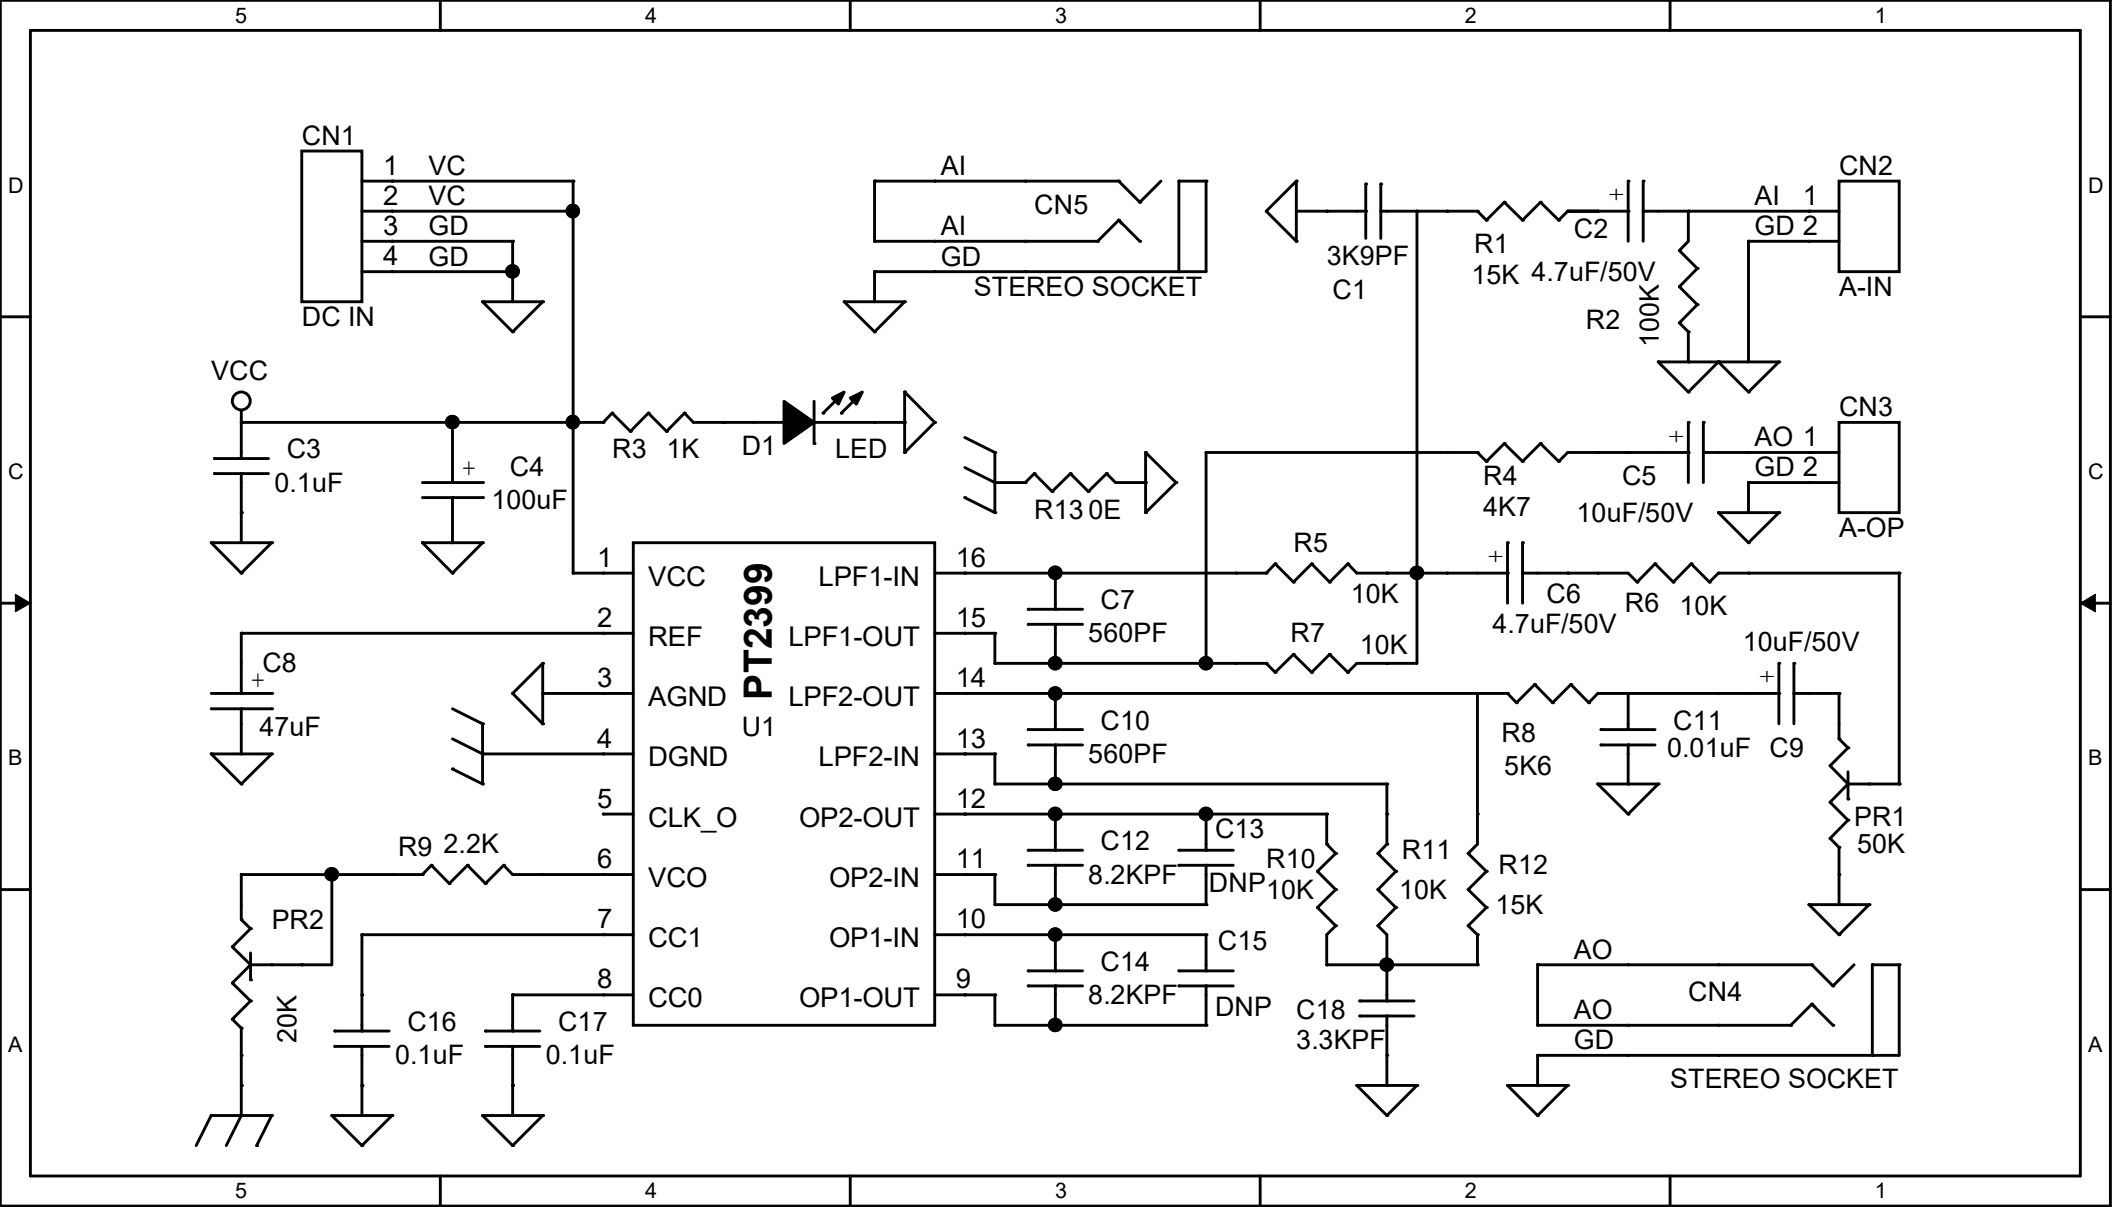 5 4 3 2 1
D D
C C
B B
A A
CN1
1 VC
2 VC
3 GD
4 GD
DC IN
AI
CN5
AI
GD
STEREO SOCKET
3K9PF
C1
R1
15K
+
C2
4.7uF/50V
R2
100K
CN2
AI 1
GD 2
A-IN
VCC
C3
0.1uF
+
C4
100uF
R3 1K
D1
LED
R13 0E
R4
4K7
+
C5
10uF/50V
CN3
AO 1
GD 2
A-OP
1 VCC
2 REF
3 AGND
4 DGND
5 CLK_O
6 VCO
7 CC1
8 CC0
PT2399
U1
LPF1-IN 16
LPF1-OUT 15
LPF2-OUT 14
LPF2-IN 13
OP2-OUT 12
OP2-IN 11
OP1-IN 10
OP1-OUT 9
C7
560PF
R5
10K
R7
10K
+
C6
4.7uF/50V
R6
10K
C8
+
47uF
C10
560PF
R8
5K6
C11
0.01uF
10uF/50V
+
C9
PR1
50K
R9 2.2K
PR2
20K
C12
8.2KPF
C13
DNP
R10
10K
R11
10K
R12
15K
C14
8.2KPF
C15
DNP
C16
0.1uF
C17
0.1uF
C18
3.3KPF
AO
CN4
AO
GD
STEREO SOCKET
5 4 3 2 1